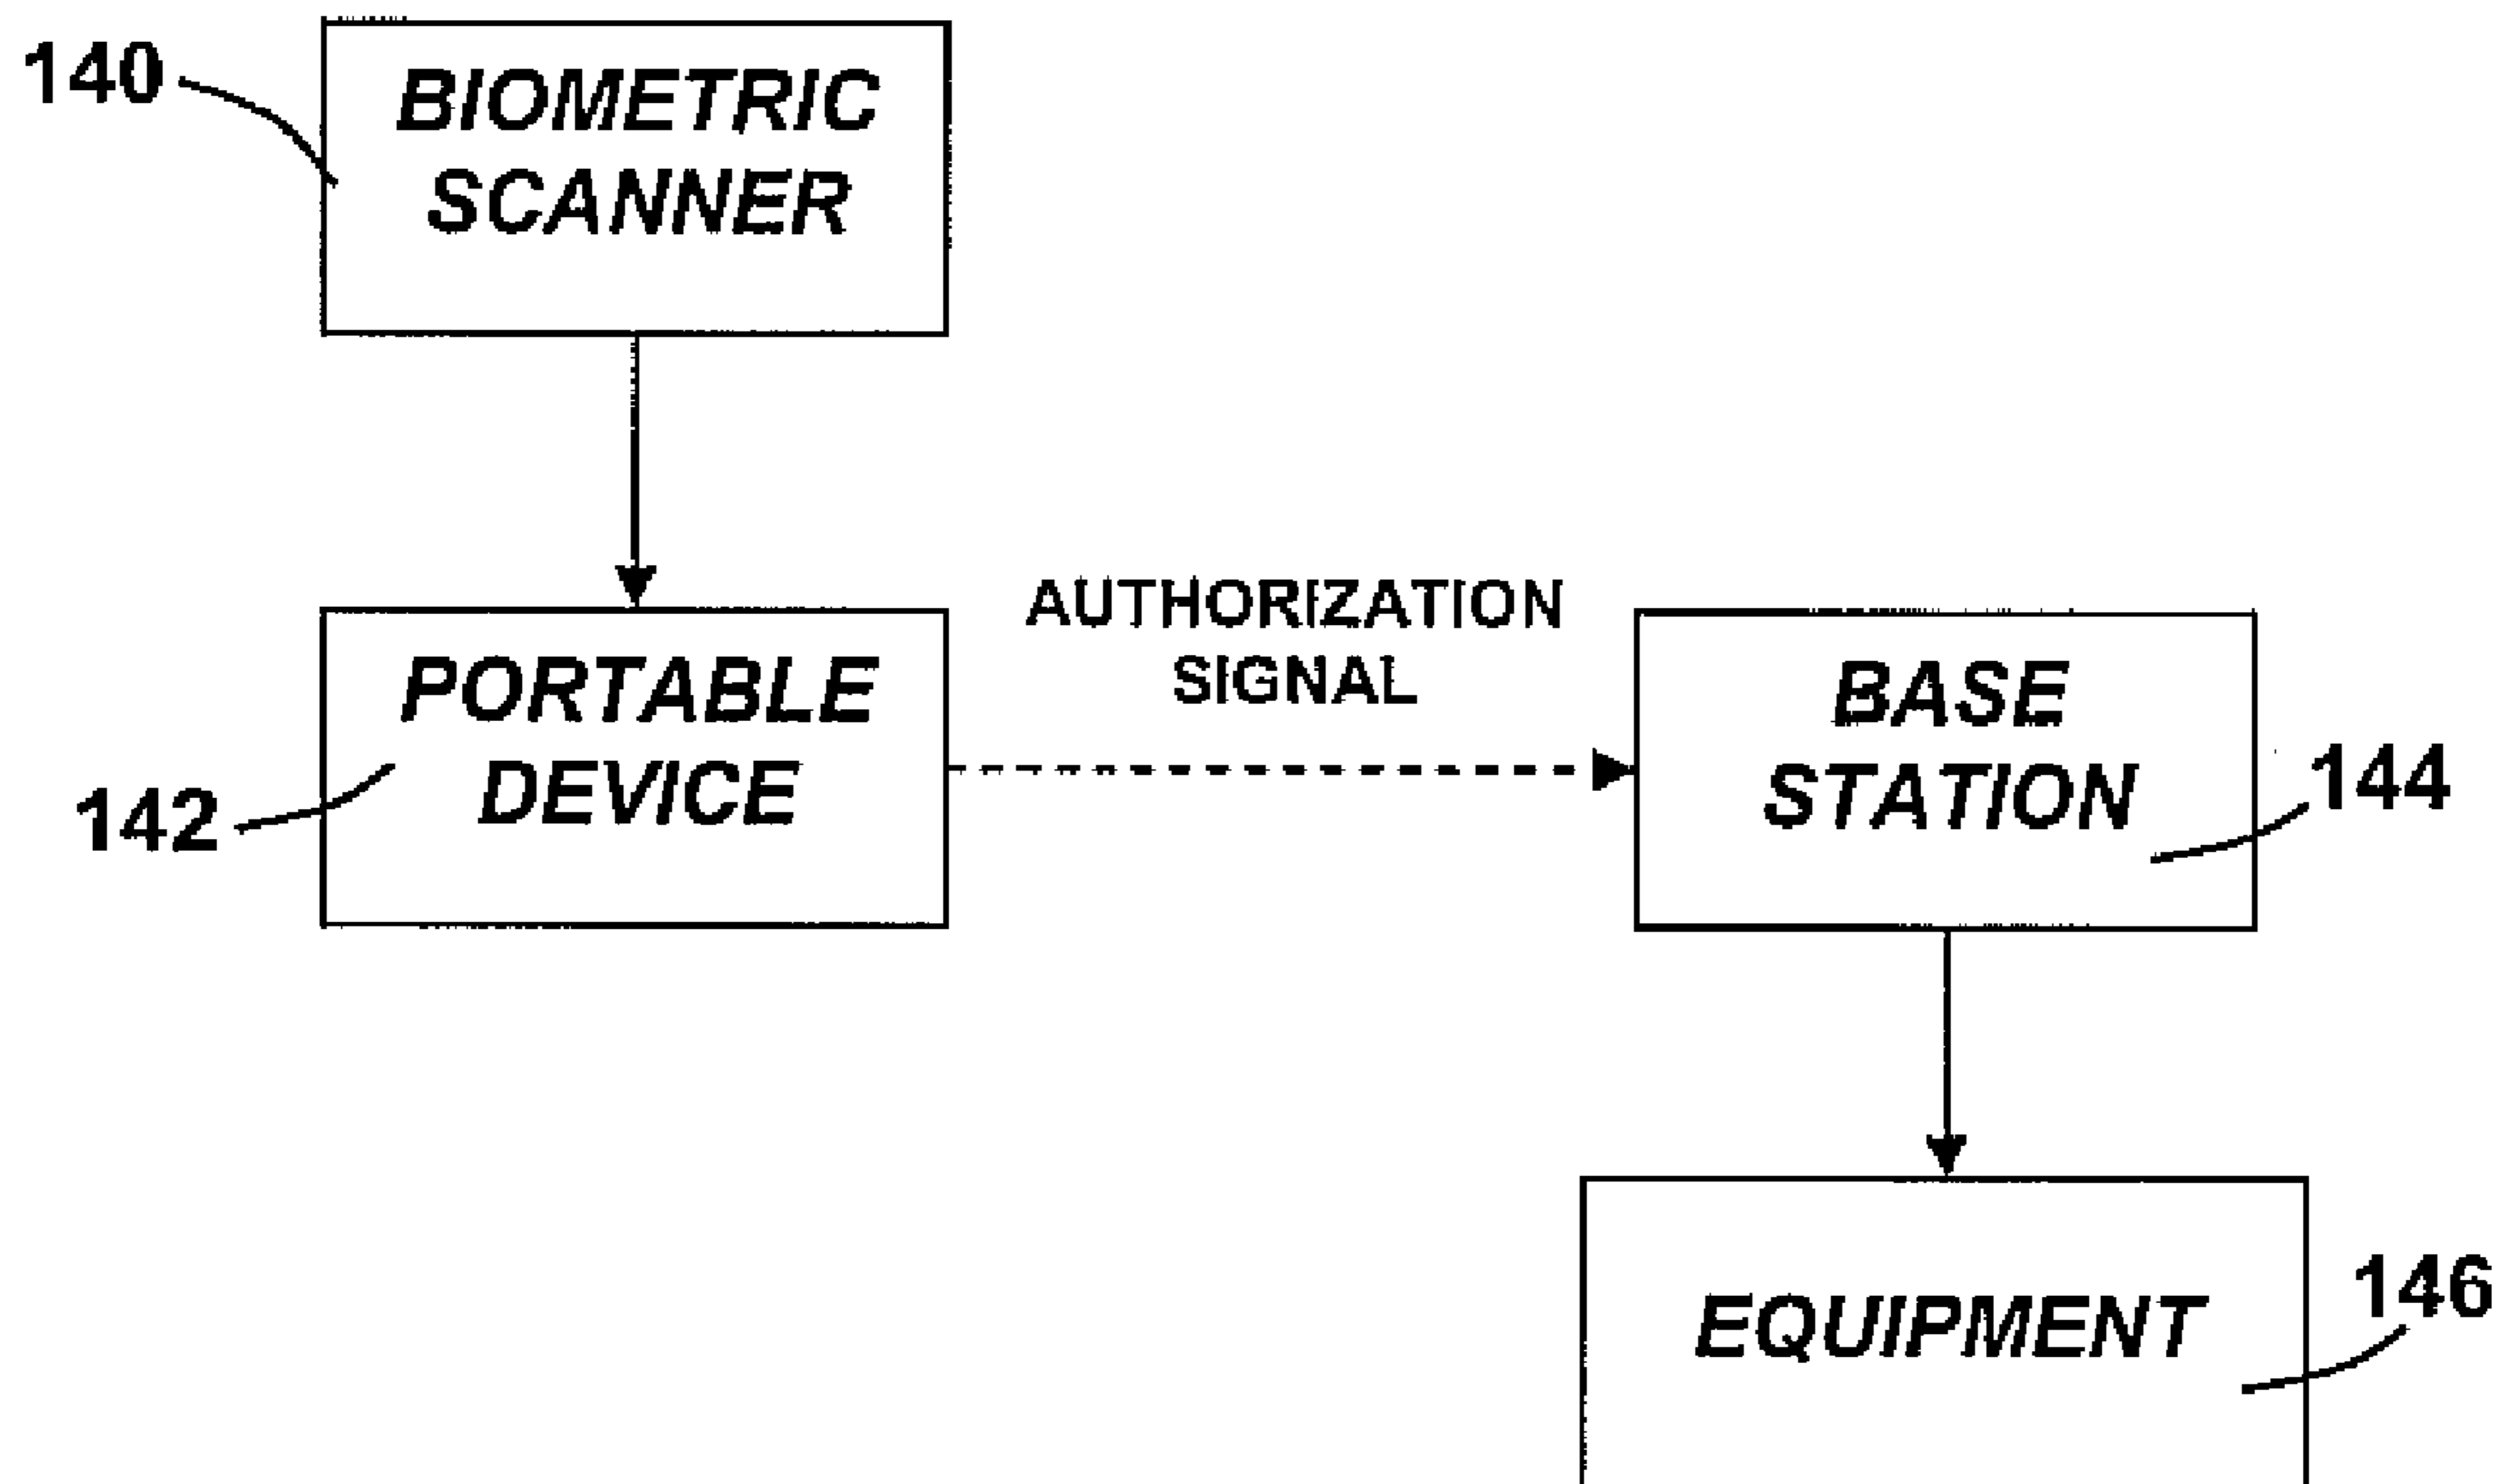 140
BIOMETRIC
SCANNER
AUTHORIZATION
SIGNAL
PORTABLE
DEVICE
142
BASE
STATION
144
EQUIPMENT
146